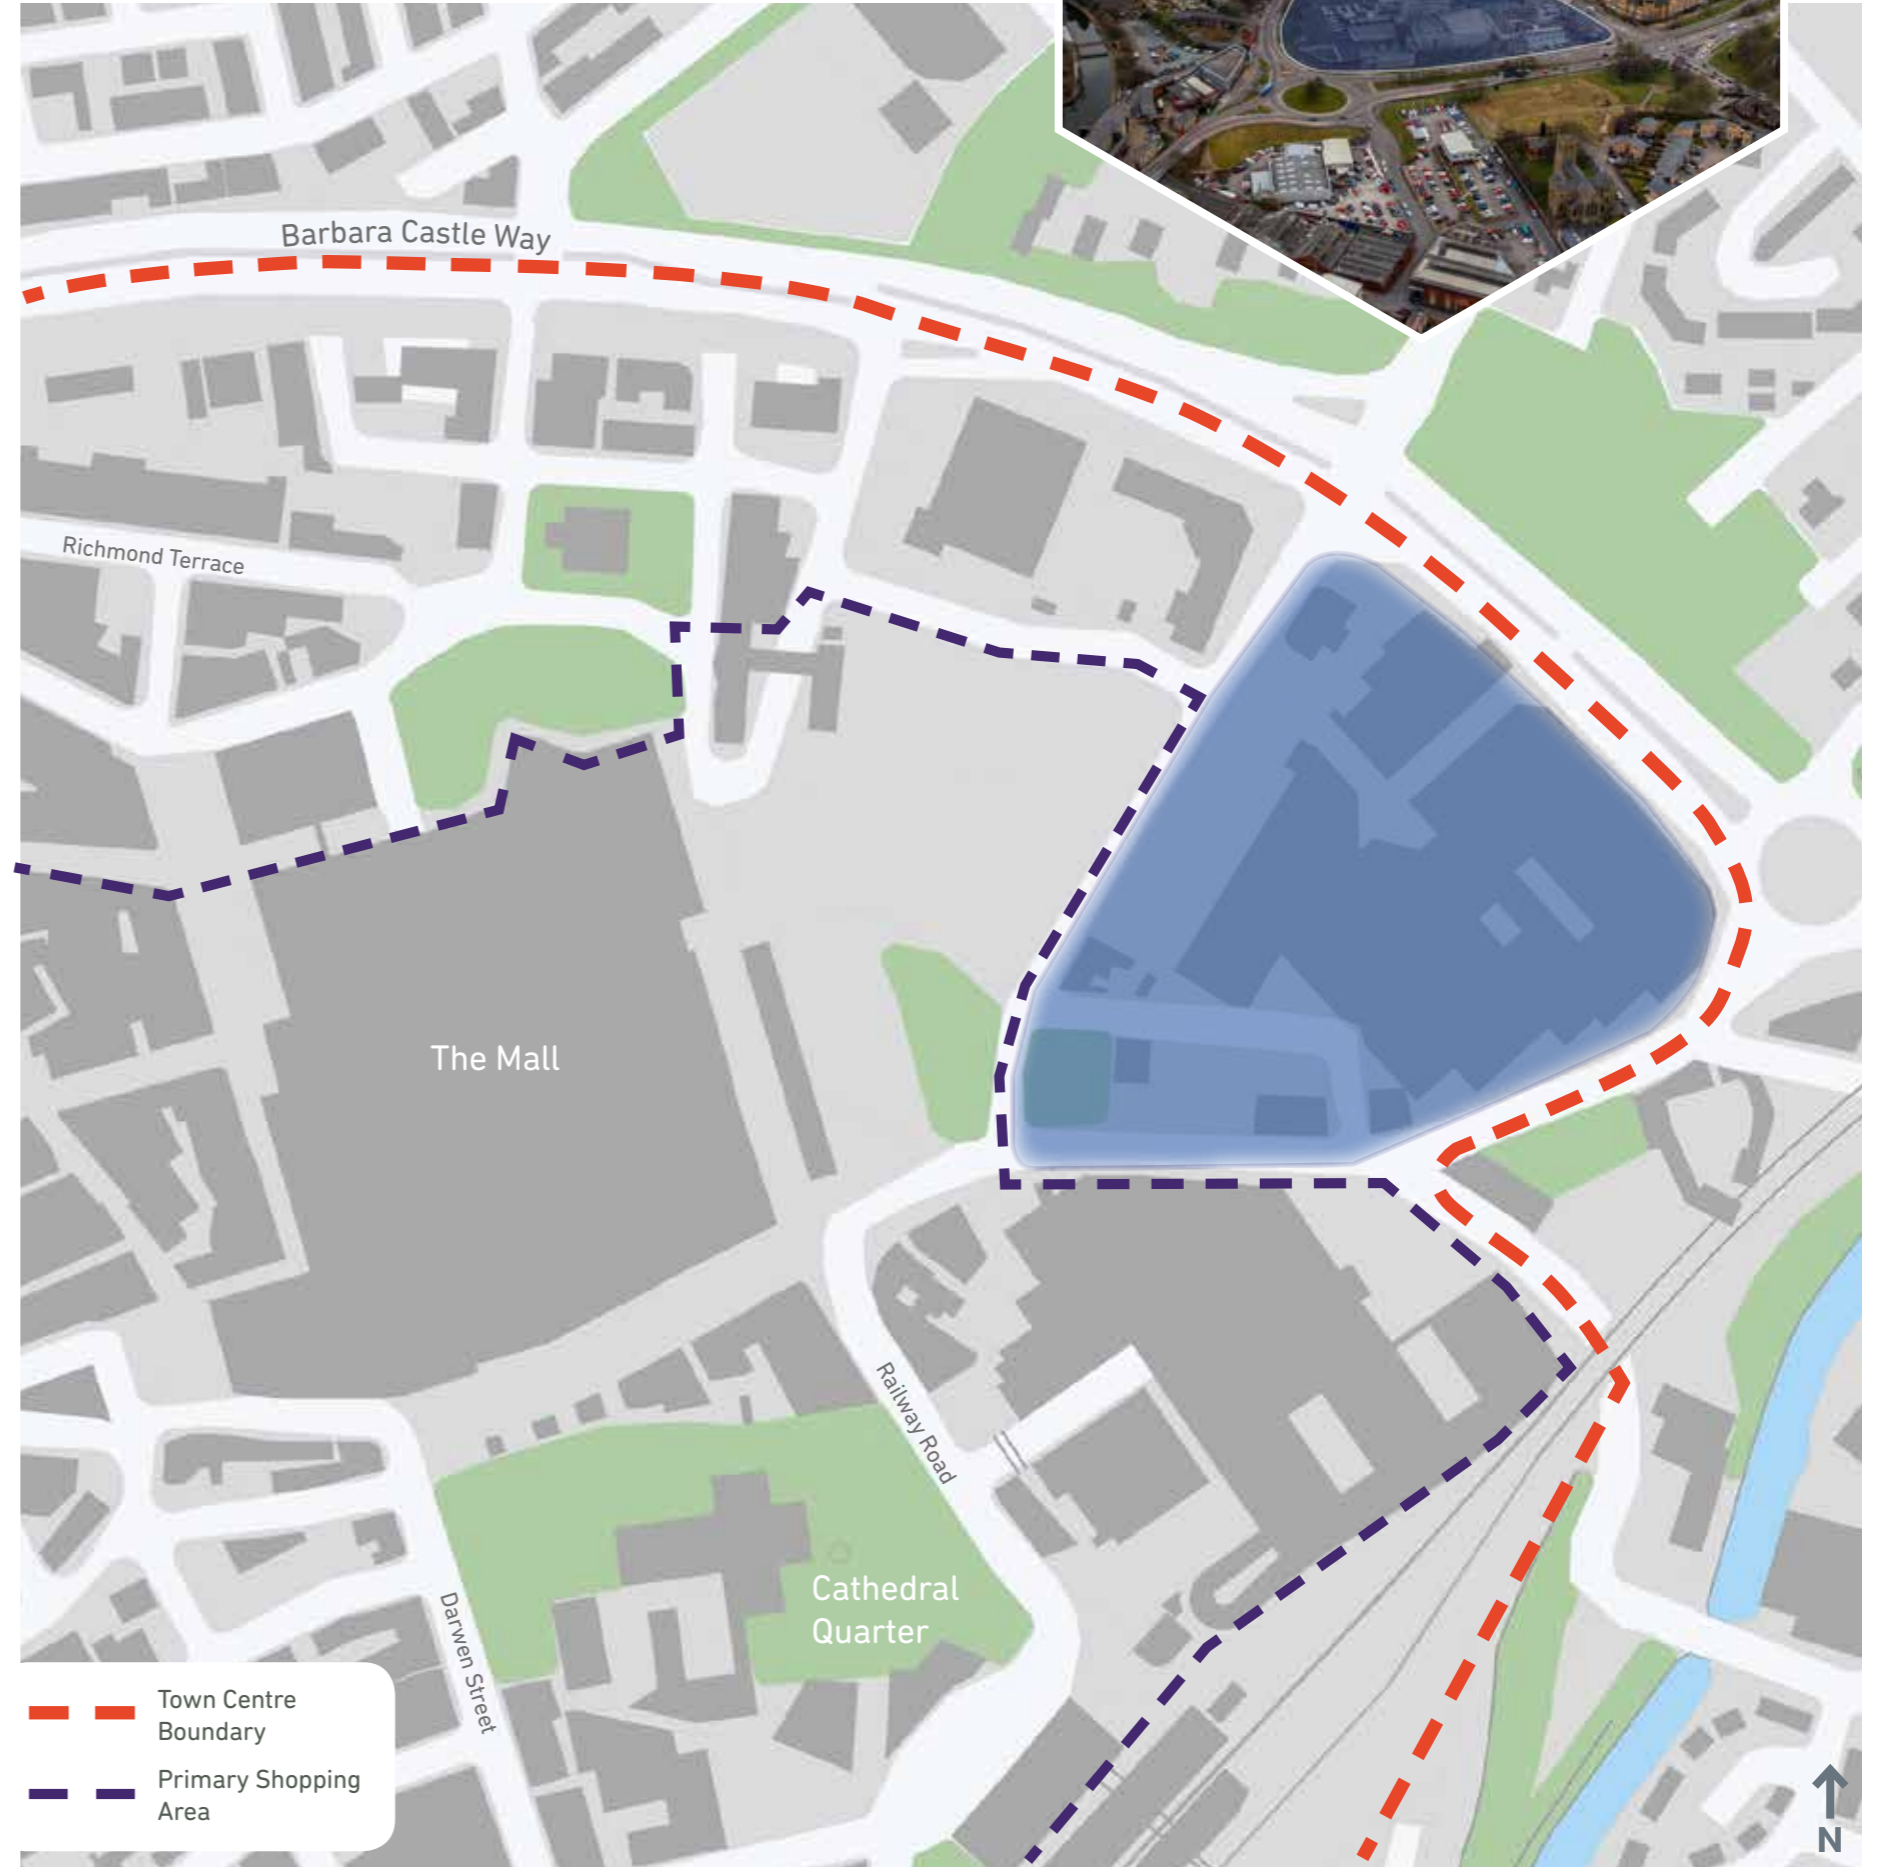 Barbara Castle Way
Richmond Terrace
The Mall
Railway Road
Cathedral
Quarter
Darwen Street
Town Centre
Boundary
Primary Shopping
Area
N